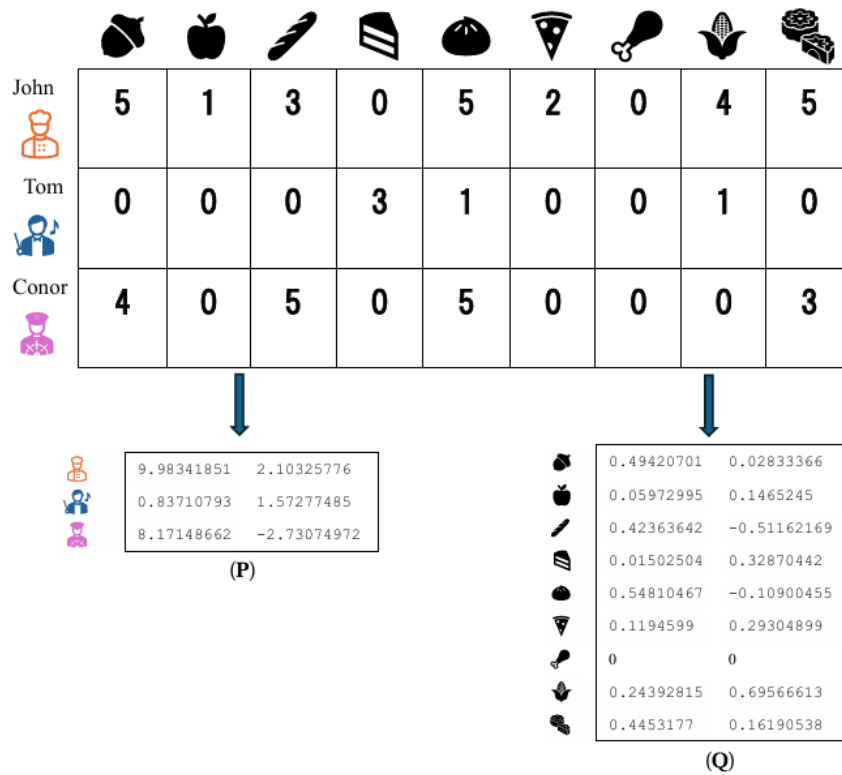 John
5 1 3 0 5 2 0 4 5
Tom
0 0 0 3 1 0 0 1 0
Conor
4 0 5 0 5 0 0 0 3
9.98341851 2.10325776
0.83710793 1.57277485
8.17148662 -2.73074972
(P)
0.49420701 0.02833366
0.05972995 0.1465245
0.42363642 -0.51162169
0.01502504 0.32870442
0.54810467 -0.10900455
0.1194599 0.29304899
0 0
0.24392815 0.69566613
0.4453177 0.16190538
(Q)